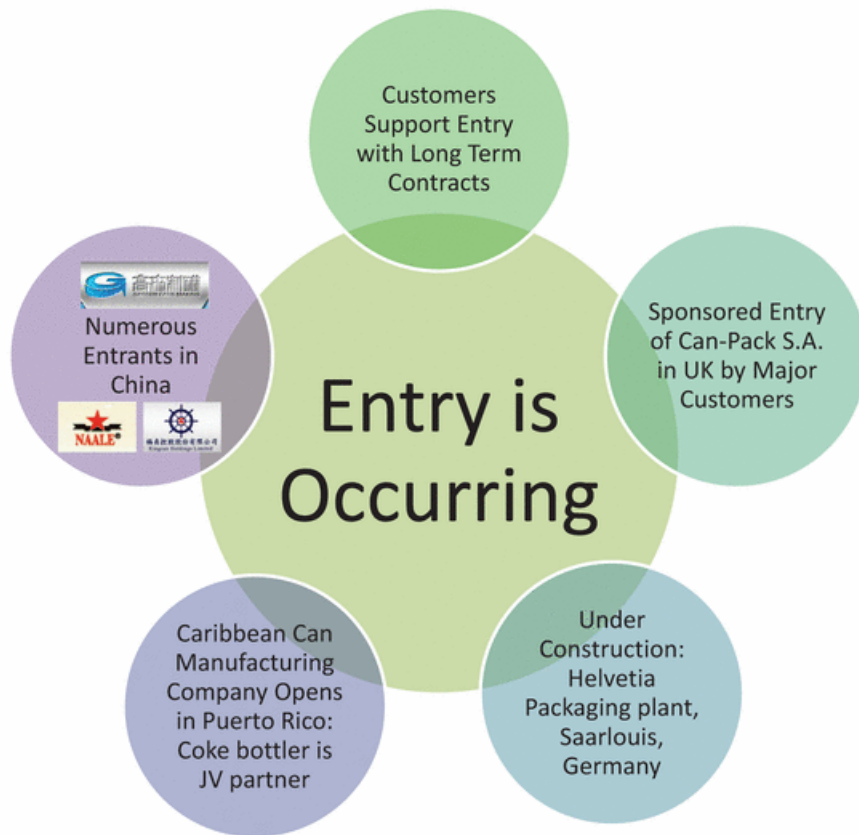 Customers
Support Entry
with Long Term
Contracts
Sponsored Entry
of Can-Pack S.A.
in UK by Major
Customers
Under
Construction:
Helvetia
Packaging plant,
Saarlouis,
Germany
Caribbean Can
Manufacturing
Company Opens
in Puerto Rico:
Coke bottler is
JV partner
Numerous
Entrants in
China
NAALE®
Entry is
Occurring